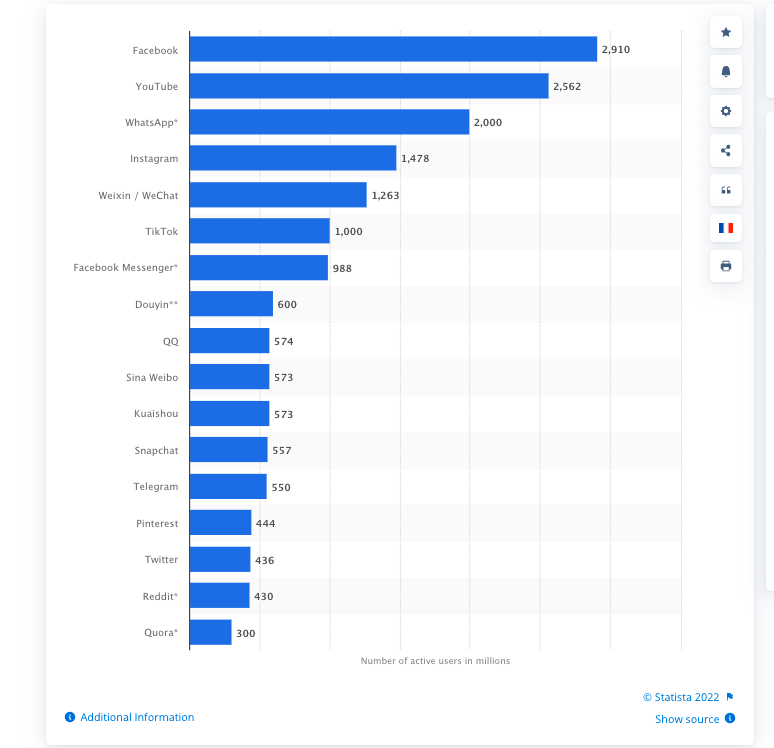 Facebook 2,910
YouTube 2,562
WhatsApp* 2,000
Instagram 1,478
Weixin / WeChat 1,263
TikTok 1,000
Facebook Messenger* 988
Douyin** 600
QQ 574
Sina Weibo 573
Kuaishou 573
Snapchat 557
Telegram 550
Pinterest 444
Twitter 436
Reddit* 430
Quora* 300
Number of active users in millions
© Statista 2022
Additional Information
Show source